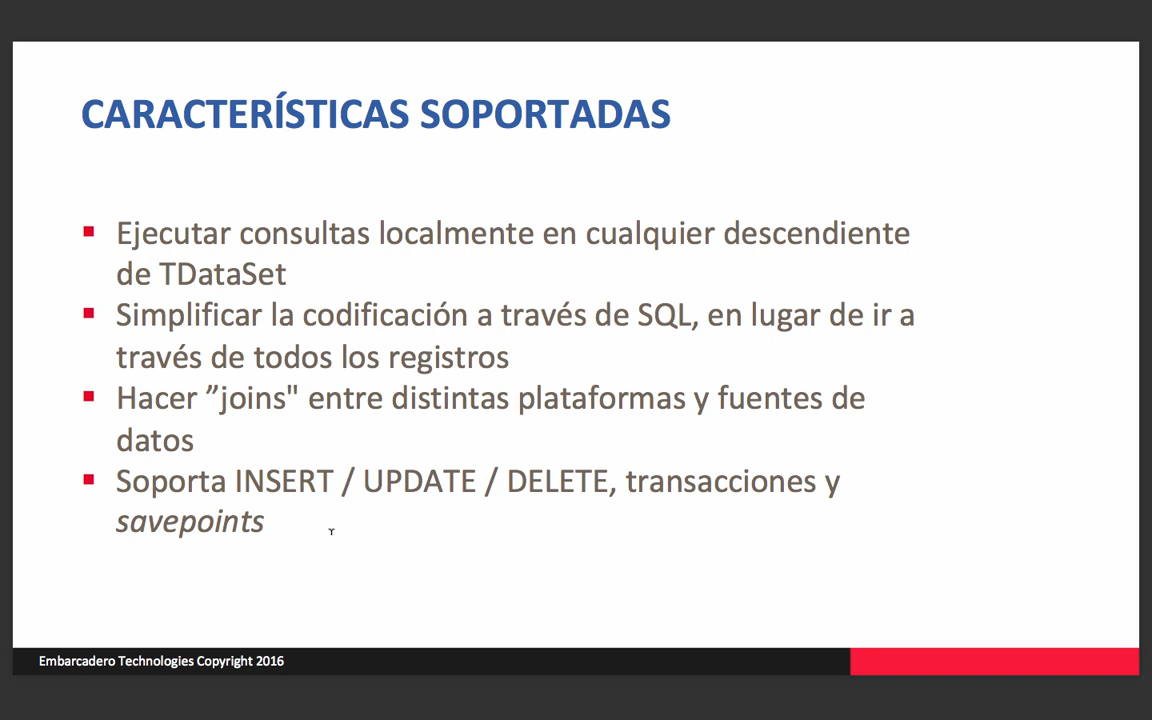 CARACTERÍSTICAS SOPORTADAS
▪ Ejecutar consultas localmente en cualquier descendiente
de TDataSet
▪ Simplificar la codificación a través de SQL, en lugar de ir a
través de todos los registros
▪ Hacer ”joins" entre distintas plataformas y fuentes de
datos
▪ Soporta INSERT / UPDATE / DELETE, transacciones y
savepoints
Embarcadero Technologies Copyright 2016